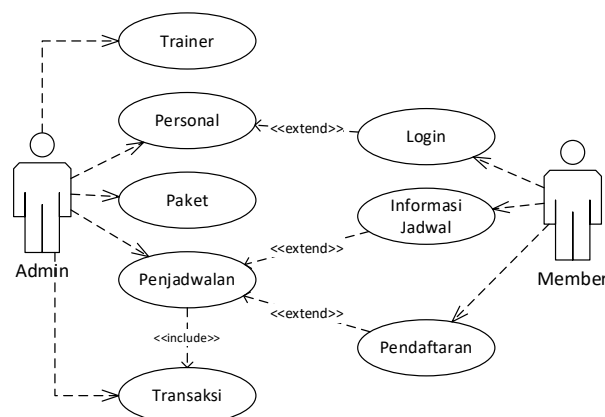 Trainer
Personal
<<extend>>
Login
Paket
Informasi
Jadwal
Admin
<<extend>>
Member
Penjadwalan
<<extend>>
<<include>>
Pendaftaran
Transaksi